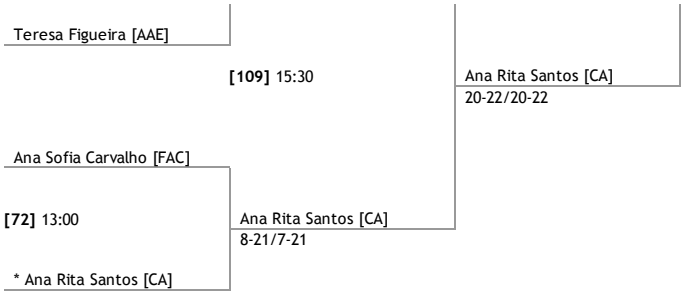 Teresa Figueira [AAE]
[109] 15:30
Ana Rita Santos [CA]
20-22/20-22
Ana Sofia Carvalho [FAC]
[72] 13:00
Ana Rita Santos [CA]
8-21/7-21
* Ana Rita Santos [CA]